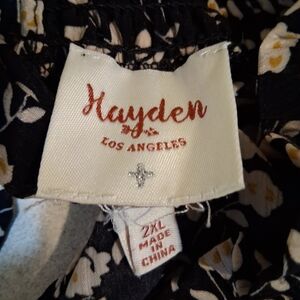 Hayden
LOS ANGELES
2XL
MADE IN
CHINA